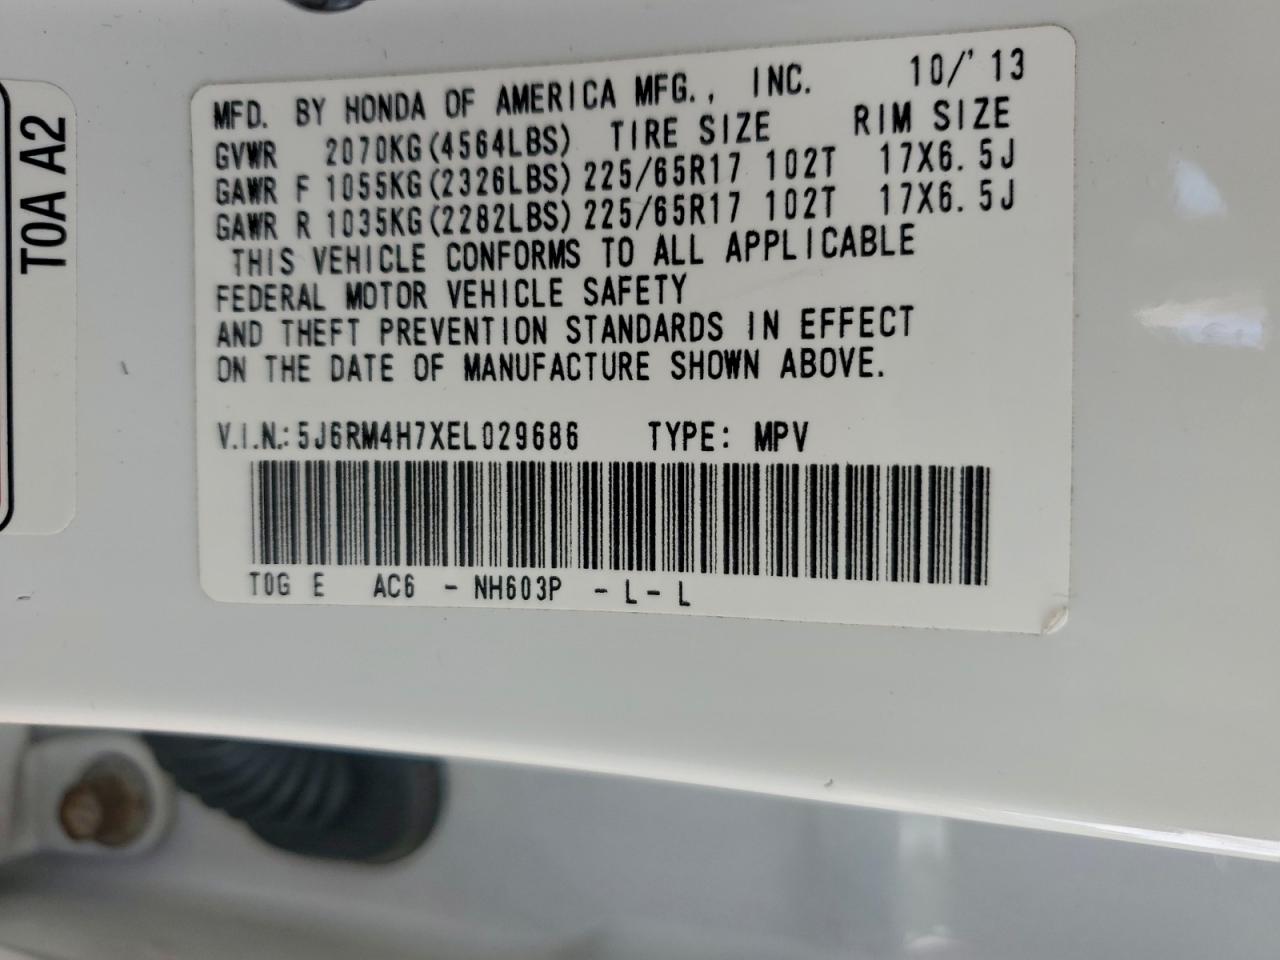 T0A A2
MFD. BY HONDA OF AMERICA MFG., INC. 10/'13
GVWR 2070KG(4564LBS) TIRE SIZE RIM SIZE
GAWR F 1055KG(2326LBS) 225/65R17 102T 17X6.5J
GAWR R 1035KG(2282LBS) 225/65R17 102T 17X6.5J
THIS VEHICLE CONFORMS TO ALL APPLICABLE
FEDERAL MOTOR VEHICLE SAFETY
AND THEFT PREVENTION STANDARDS IN EFFECT
ON THE DATE OF MANUFACTURE SHOWN ABOVE.
V.I.N.: 5J6RM4H7XEL029686 TYPE: MPV
T0G E AC6 - NH603P - L - L